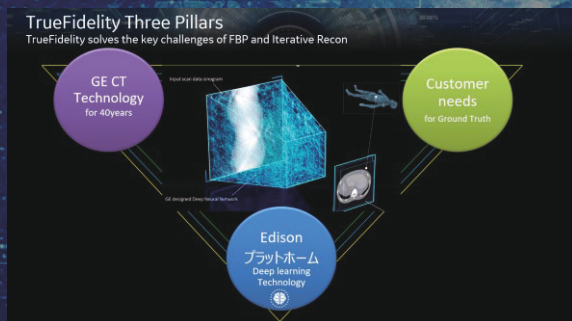 TrueFidelity Three Pillars
TrueFidelity solves the key challenges of FBP and Iterative Recon
GE CT
Technology
for 40years
Input scan data sinogram
Customer
needs
for Ground Truth
GE designed Deep Neural Network
Edison
プラットホーム
Deep learning
Technology